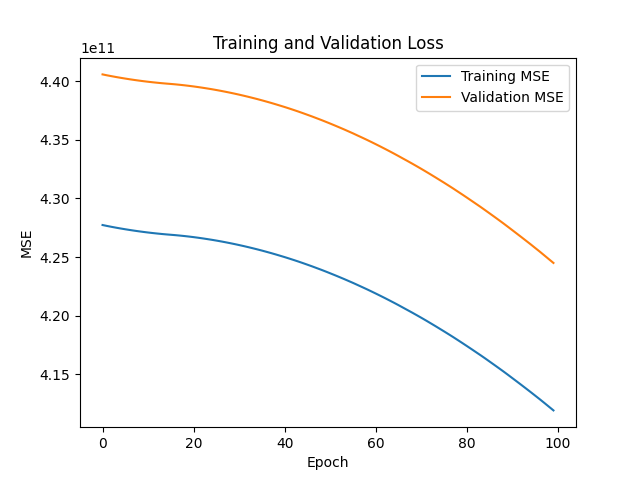 Training and Validation Loss
1e11
Training MSE
Validation MSE
4.40
4.35
4.30
4.25
4.20
4.15
MSE
0 20 40 60 80 100
Epoch